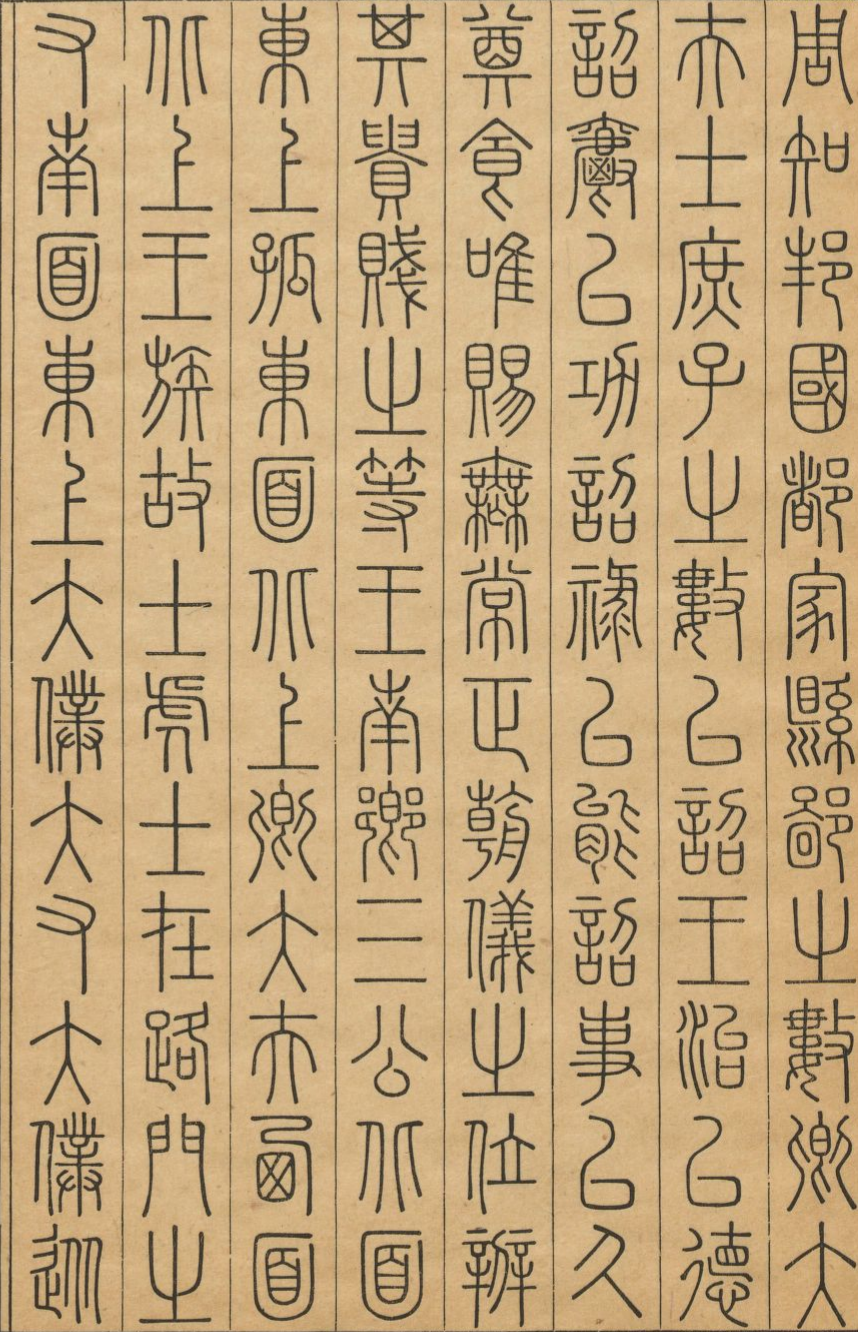 周知邦國都家縣鄙之數卿大
夫士庶子之數以詔王治以德
詔爵以功詔祿以能詔事以久
奠食唯賜無常正朝儀之位辨
其貴賤之等王南鄉三公北面
東上孤東面北上卿大夫西面
北上王族故士虎士在路門之
右南面東上大僕大右大僕從